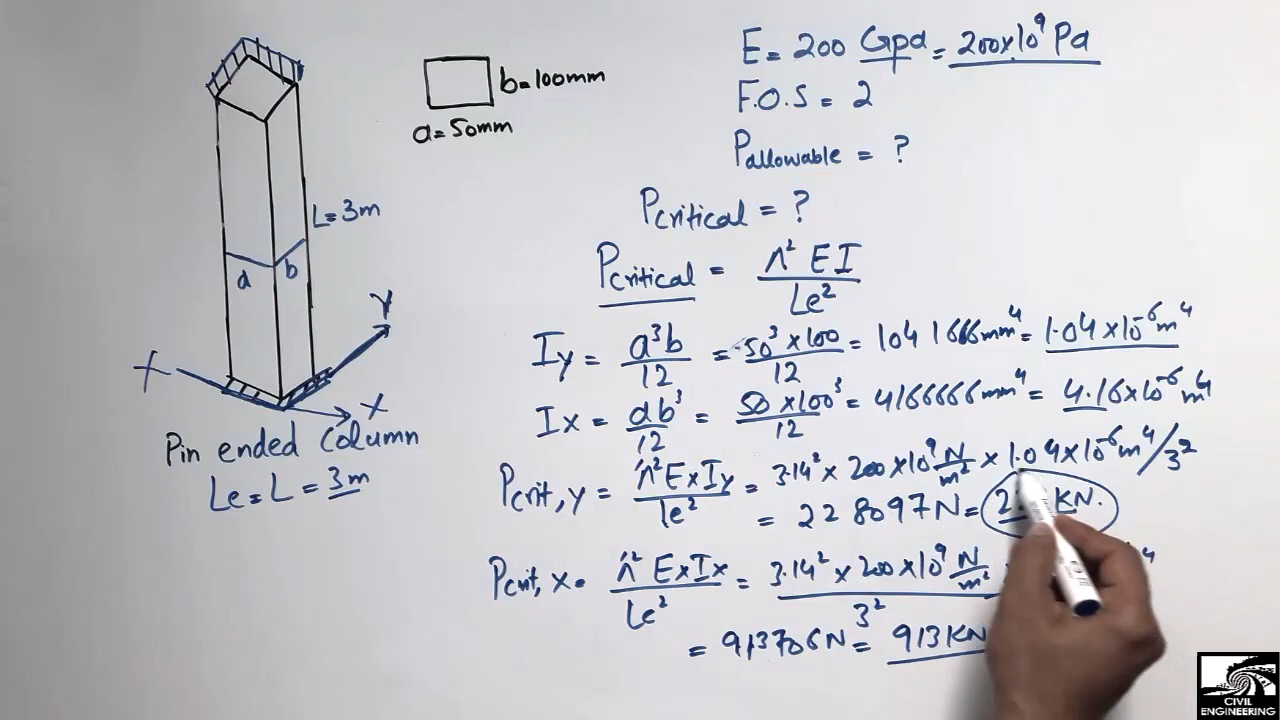 E = 200 Gpa = 200×10⁹ Pa
F.O.S = 2
Pallowable = ?
Pcritical = ?
Pcritical = π² EI / Le²
b=100mm
a=50mm
L=3m
a
b
Y
X
X
Pin ended Column
Le = L = 3m
Iy = a³b / 12 = 50³×100 / 12 = 1041666mm⁴ = 1.04×10⁻⁶m⁴
Ix = ab³ / 12 = 50×100³ / 12 = 4166666mm⁴ = 4.16×10⁻⁶m⁴
Pcrit,y = π²E×Iy / le² = 3.14² × 200×10⁹ N/m² × 1.04×10⁻⁶m⁴/3²
= 228097N = KN.
Pcrit,x = π²E×Ix / Le² = 3.14² × 200×10⁹ N/m² / 3²
= 913706N = 913KN
CIVIL
ENGINEERING